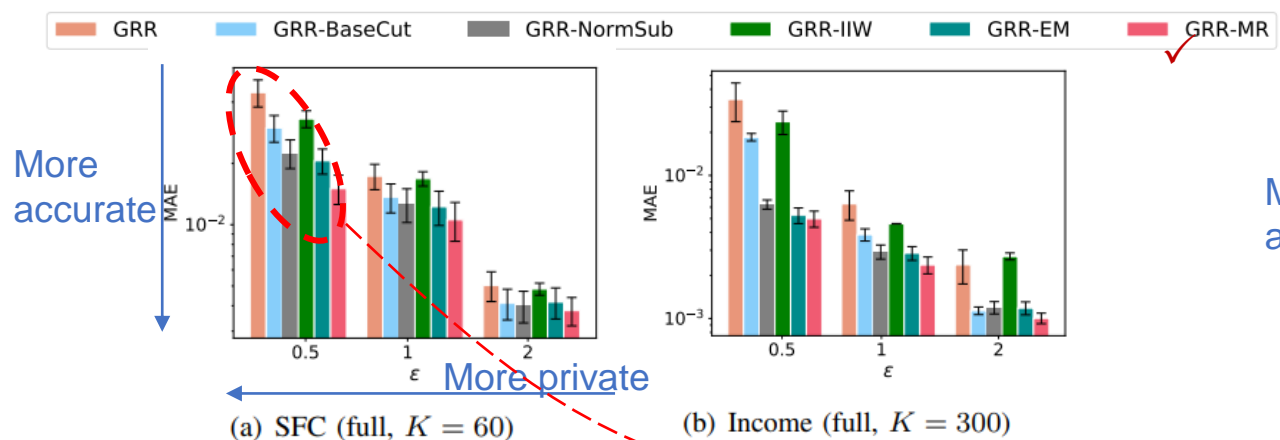 GRR GRR-BaseCut GRR-NormSub GRR-IIW GRR-EM GRR-MR
More
accurate
MAE
10⁻²
0.5 1 2
ε
More private
(a) SFC (full, K = 60)
MAE
10⁻²
10⁻³
0.5 1 2
ε
(b) Income (full, K = 300)
M
a